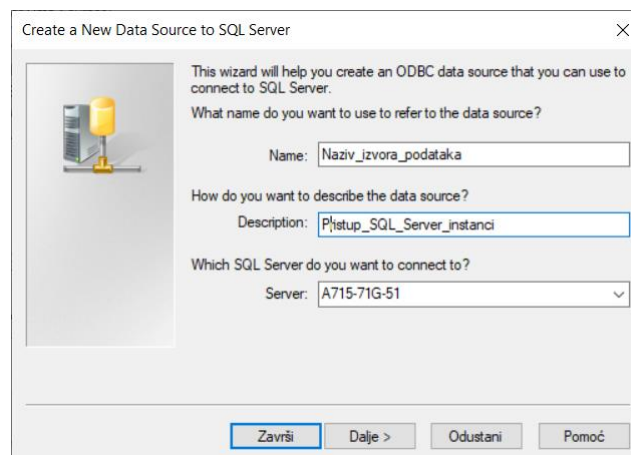 Create a New Data Source to SQL Server
This wizard will help you create an ODBC data source that you can use to
connect to SQL Server.
What name do you want to use to refer to the data source?
Name: Naziv_izvora_podataka
How do you want to describe the data source?
Description: Pristup_SQL_Server_instanci
Which SQL Server do you want to connect to?
Server: A715-71G-51
Završi Dalje > Odustani Pomoć